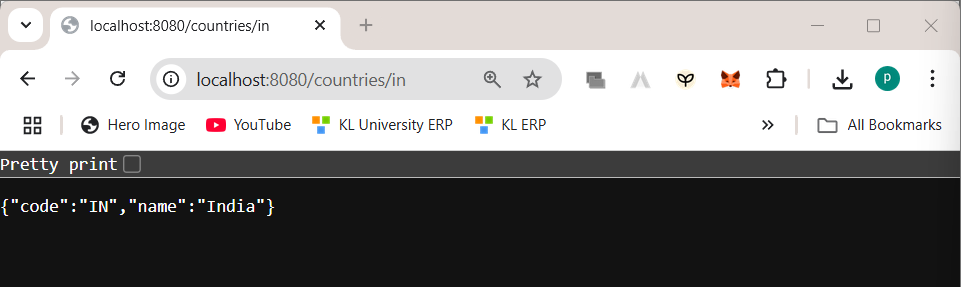 localhost:8080/countries/in
localhost:8080/countries/in
p
Hero Image YouTube KL University ERP KL ERP All Bookmarks
Pretty print
{"code":"IN","name":"India"}